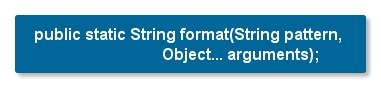 public static String format(String pattern,
Object... arguments);